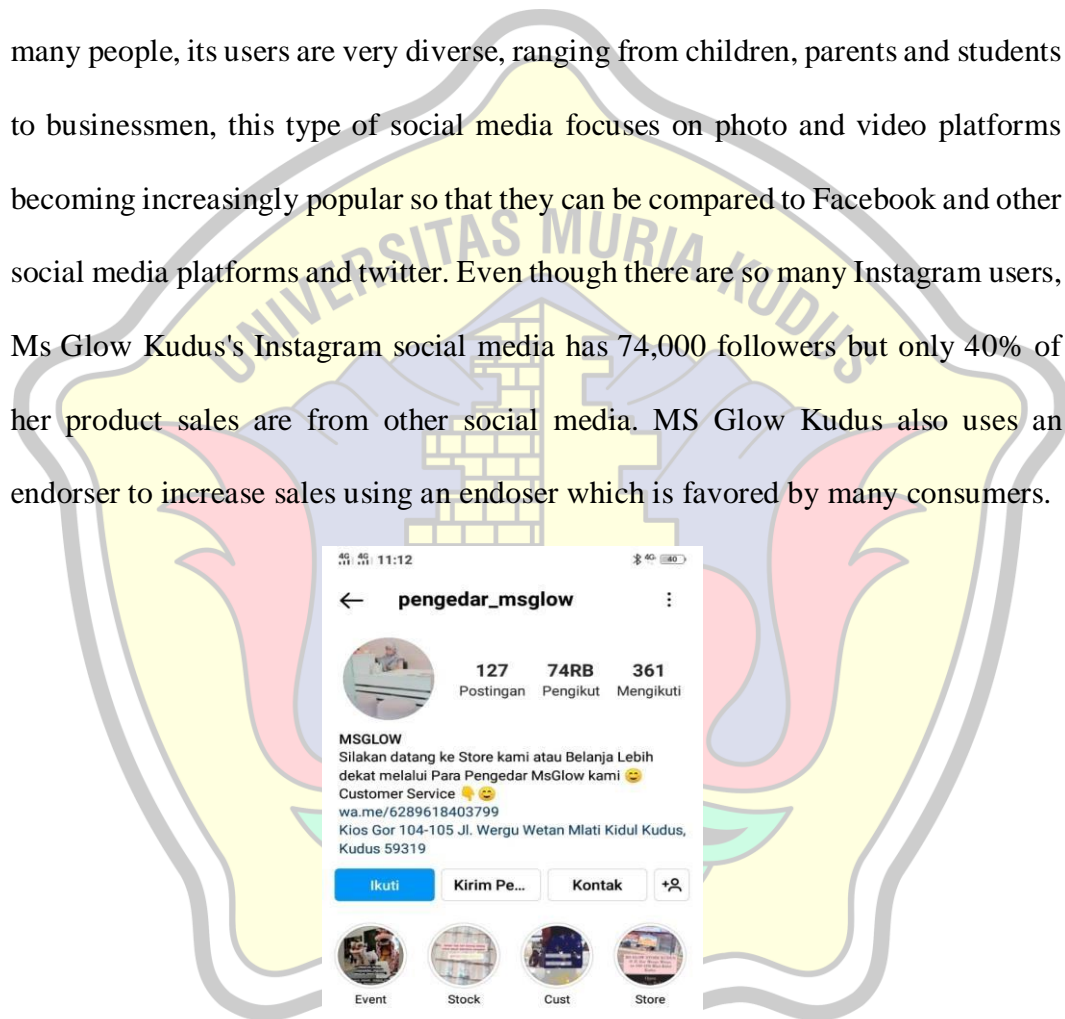 many people, its users are very diverse, ranging from children, parents and students
to businessmen, this type of social media focuses on photo and video platforms
becoming increasingly popular so that they can be compared to Facebook and other
social media platforms and twitter. Even though there are so many Instagram users,
Ms Glow Kudus's Instagram social media has 74,000 followers but only 40% of
her product sales are from other social media. MS Glow Kudus also uses an
endorser to increase sales using an endoser which is favored by many consumers.
UNIVERSITAS MURIA KUDUS
4G 4G 11:12 4G 40
pengedar_msglow
127 74RB 361
Postingan Pengikut Mengikuti
MSGLOW
Silakan datang ke Store kami atau Belanja Lebih
dekat melalui Para Pengedar MsGlow kami 😊
Customer Service 👇😊
wa.me/6289618403799
Kios Gor 104-105 Jl. Wergu Wetan Mlati Kidul Kudus,
Kudus 59319
Ikuti Kirim Pe... Kontak
Event Stock Cust Store